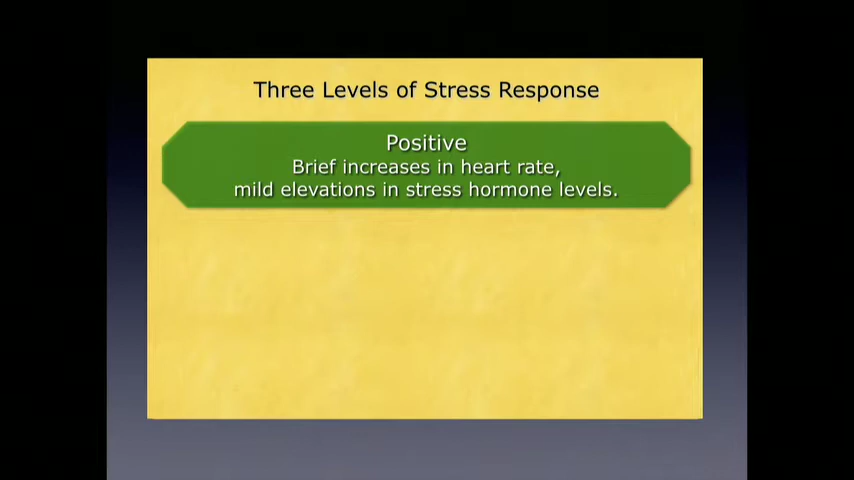 Three Levels of Stress Response
Positive
Brief increases in heart rate,
mild elevations in stress hormone levels.